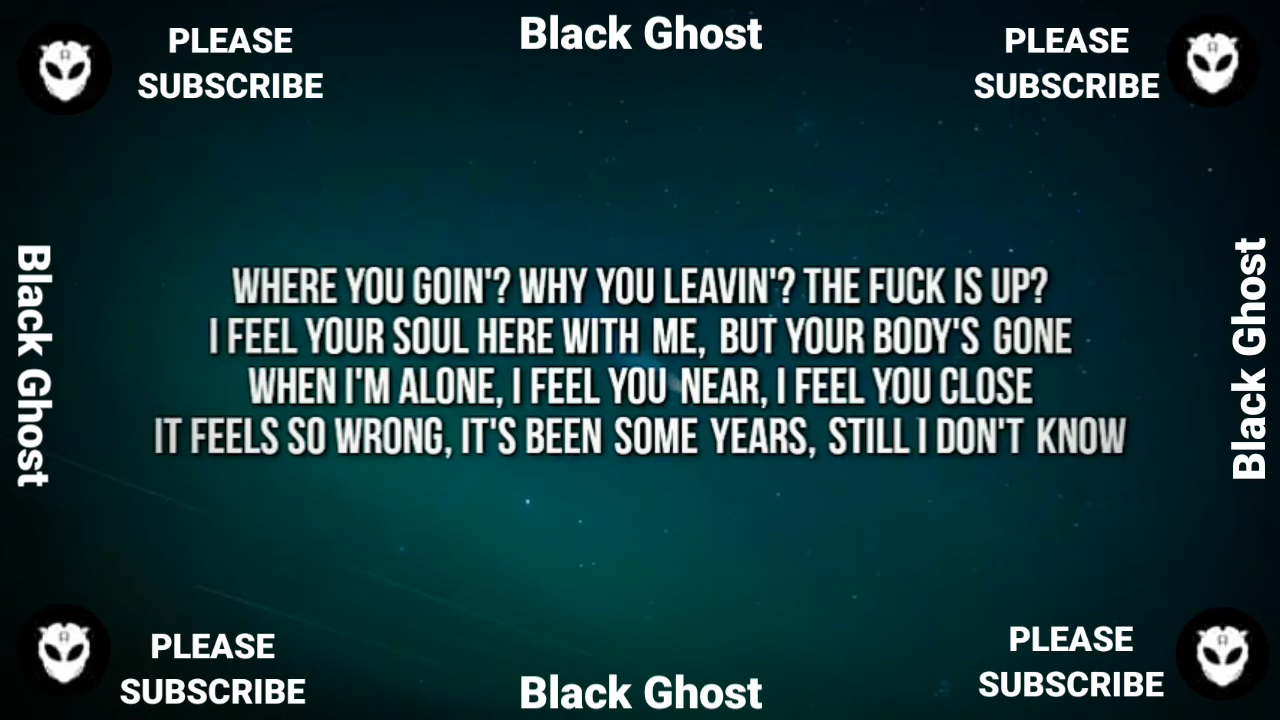 Black Ghost
PLEASE
SUBSCRIBE
PLEASE
SUBSCRIBE
Black Ghost
WHERE YOU GOIN'? WHY YOU LEAVIN'? THE FUCK IS UP?
I FEEL YOUR SOUL HERE WITH ME, BUT YOUR BODY'S GONE
WHEN I'M ALONE, I FEEL YOU NEAR, I FEEL YOU CLOSE
IT FEELS SO WRONG, IT'S BEEN SOME YEARS, STILL I DON'T KNOW
Black Ghost
PLEASE
SUBSCRIBE
PLEASE
SUBSCRIBE
Black Ghost